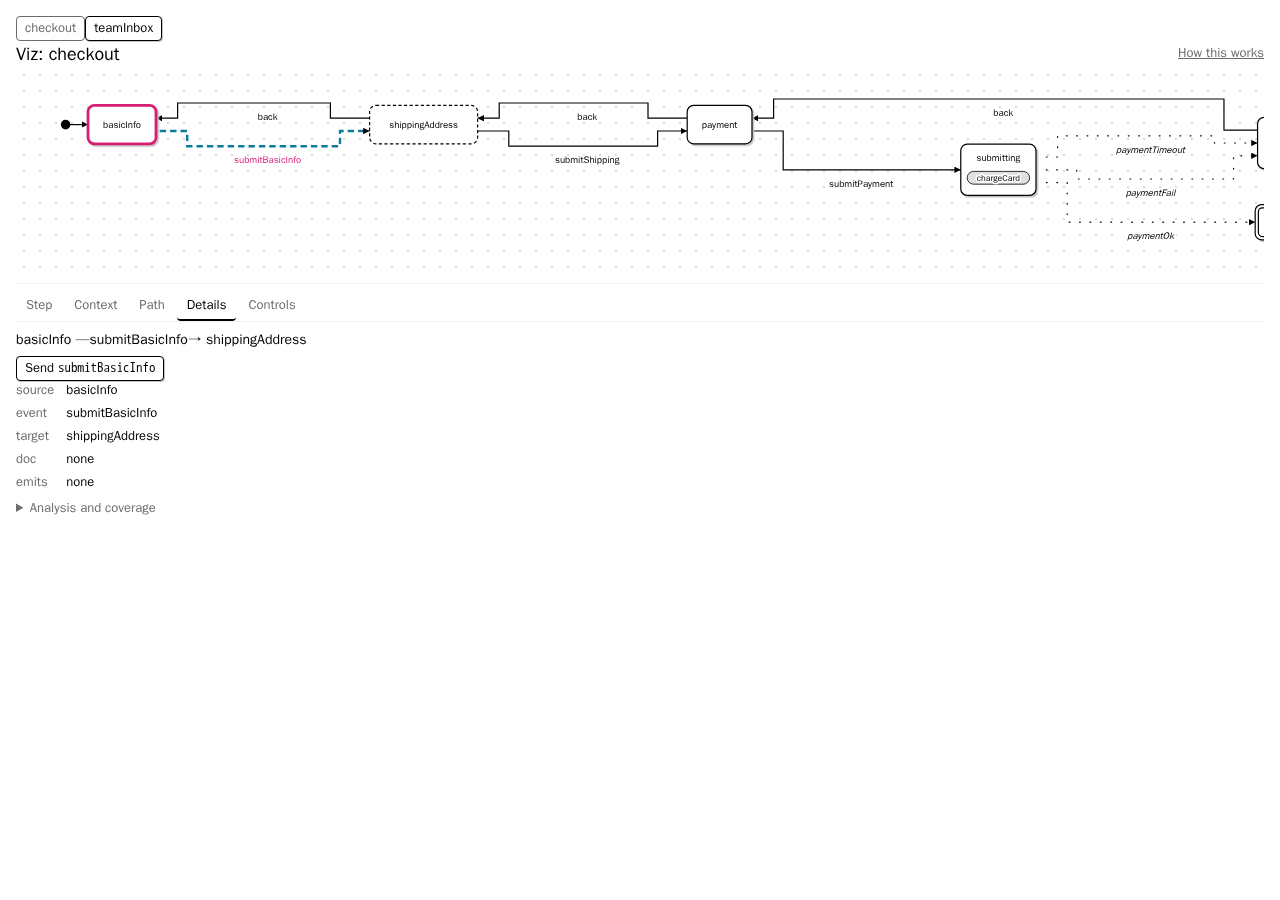 checkout teamInbox
Viz: checkout How this works
back
basicInfo
submitBasicInfo
shippingAddress
back
submitShipping
payment
back
submitPayment
submitting
chargeCard
paymentTimeout
paymentFail
paymentOk
Step Context Path Details Controls
basicInfo —submitBasicInfo→ shippingAddress
Send submitBasicInfo
source basicInfo
event submitBasicInfo
target shippingAddress
doc none
emits none
▶ Analysis and coverage